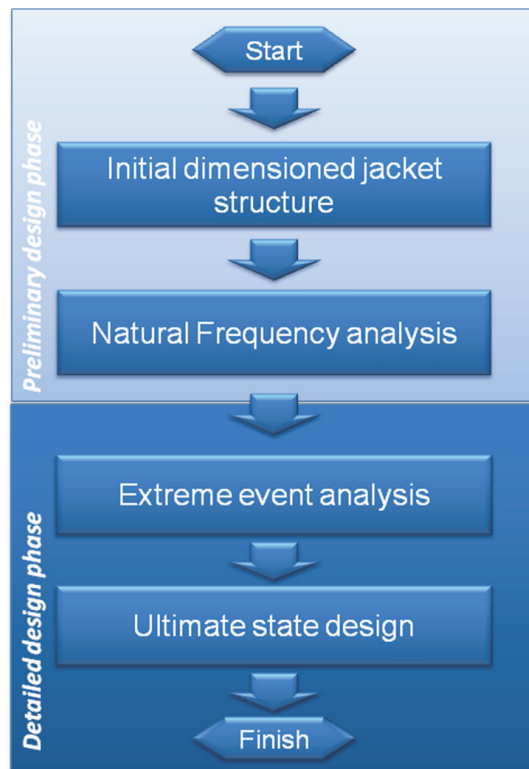 Start
Preliminary design phase
Initial dimensioned jacket
structure
Natural Frequency analysis
Detailed design phase
Extreme event analysis
Ultimate state design
Finish